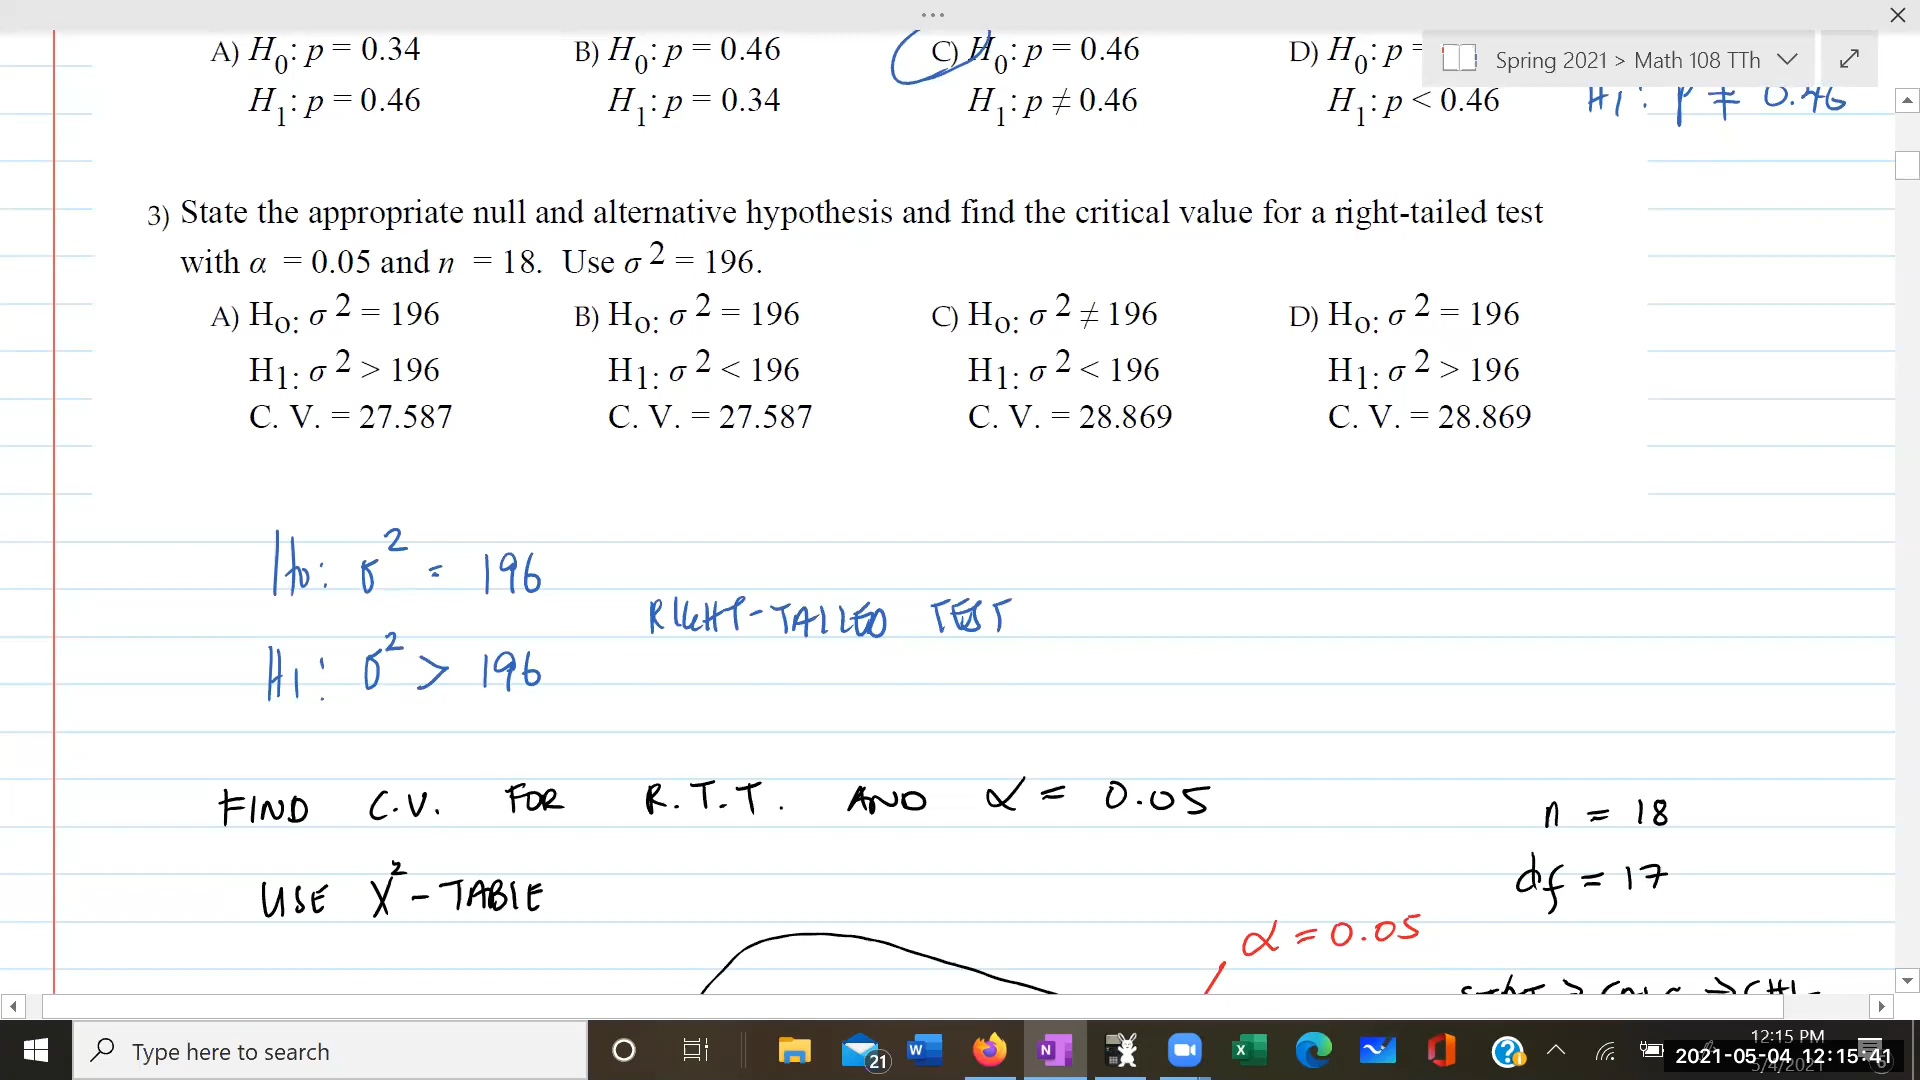 A) H0: p = 0.34 B) H0: p = 0.46 C) H0: p = 0.46 D) H0: p =
H1: p = 0.46 H1: p = 0.34 H1: p ≠ 0.46 H1: p < 0.46
Spring 2021 > Math 108 TTh
H1: p ≠ 0.46
3) State the appropriate null and alternative hypothesis and find the critical value for a right-tailed test
with α = 0.05 and n = 18. Use σ 2 = 196.
A) Ho: σ 2 = 196 B) Ho: σ 2 = 196 C) Ho: σ 2 ≠ 196 D) Ho: σ 2 = 196
H1: σ 2 > 196 H1: σ 2 < 196 H1: σ 2 < 196 H1: σ 2 > 196
C. V. = 27.587 C. V. = 27.587 C. V. = 28.869 C. V. = 28.869
H0: σ² = 196
RIGHT-TAILED TEST
H1: σ² > 196
FIND C.V. FOR R.T.T. AND α = 0.05
n = 18
df = 17
USE X²-TABLE
α = 0.05
Type here to search
21
12:15 PM
2021-05-04 12:15:41